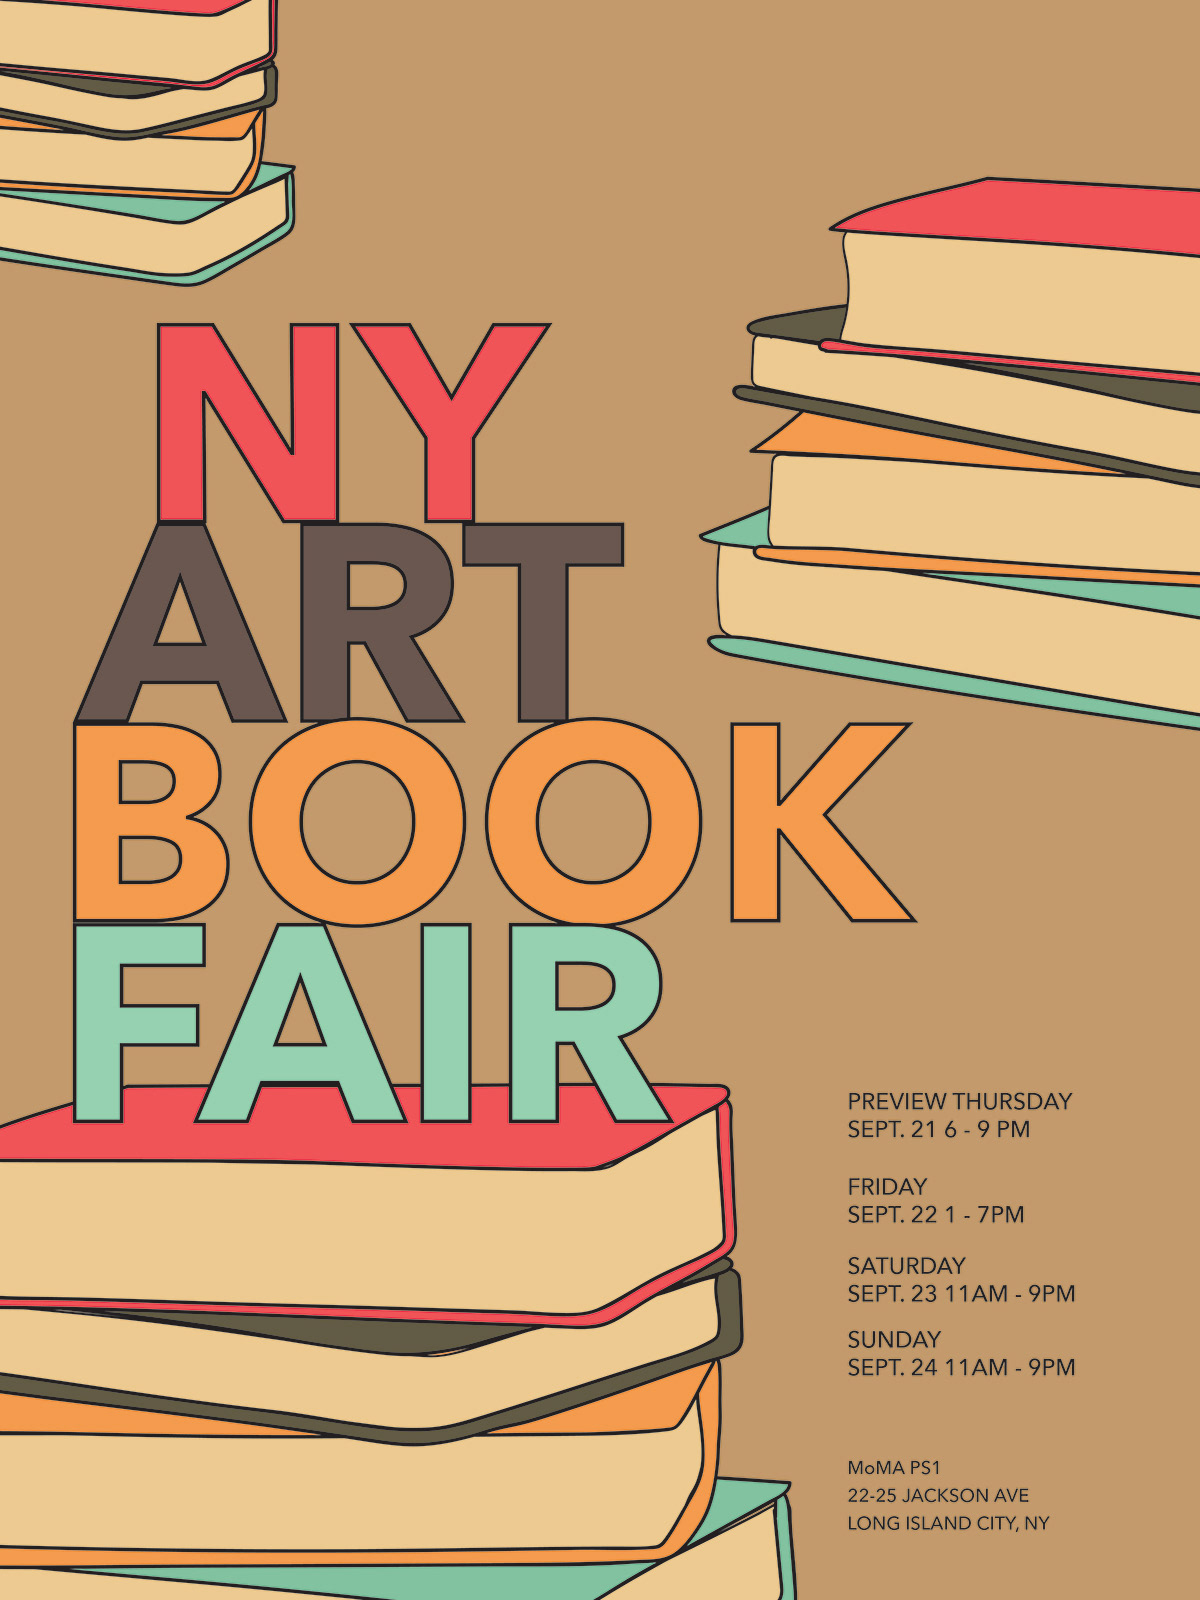 NY
ART
BOOK
FAIR
PREVIEW THURSDAY
SEPT. 21 6 - 9 PM
FRIDAY
SEPT. 22 1 - 7PM
SATURDAY
SEPT. 23 11AM - 9PM
SUNDAY
SEPT. 24 11AM - 9PM
MoMA PS1
22-25 JACKSON AVE
LONG ISLAND CITY, NY